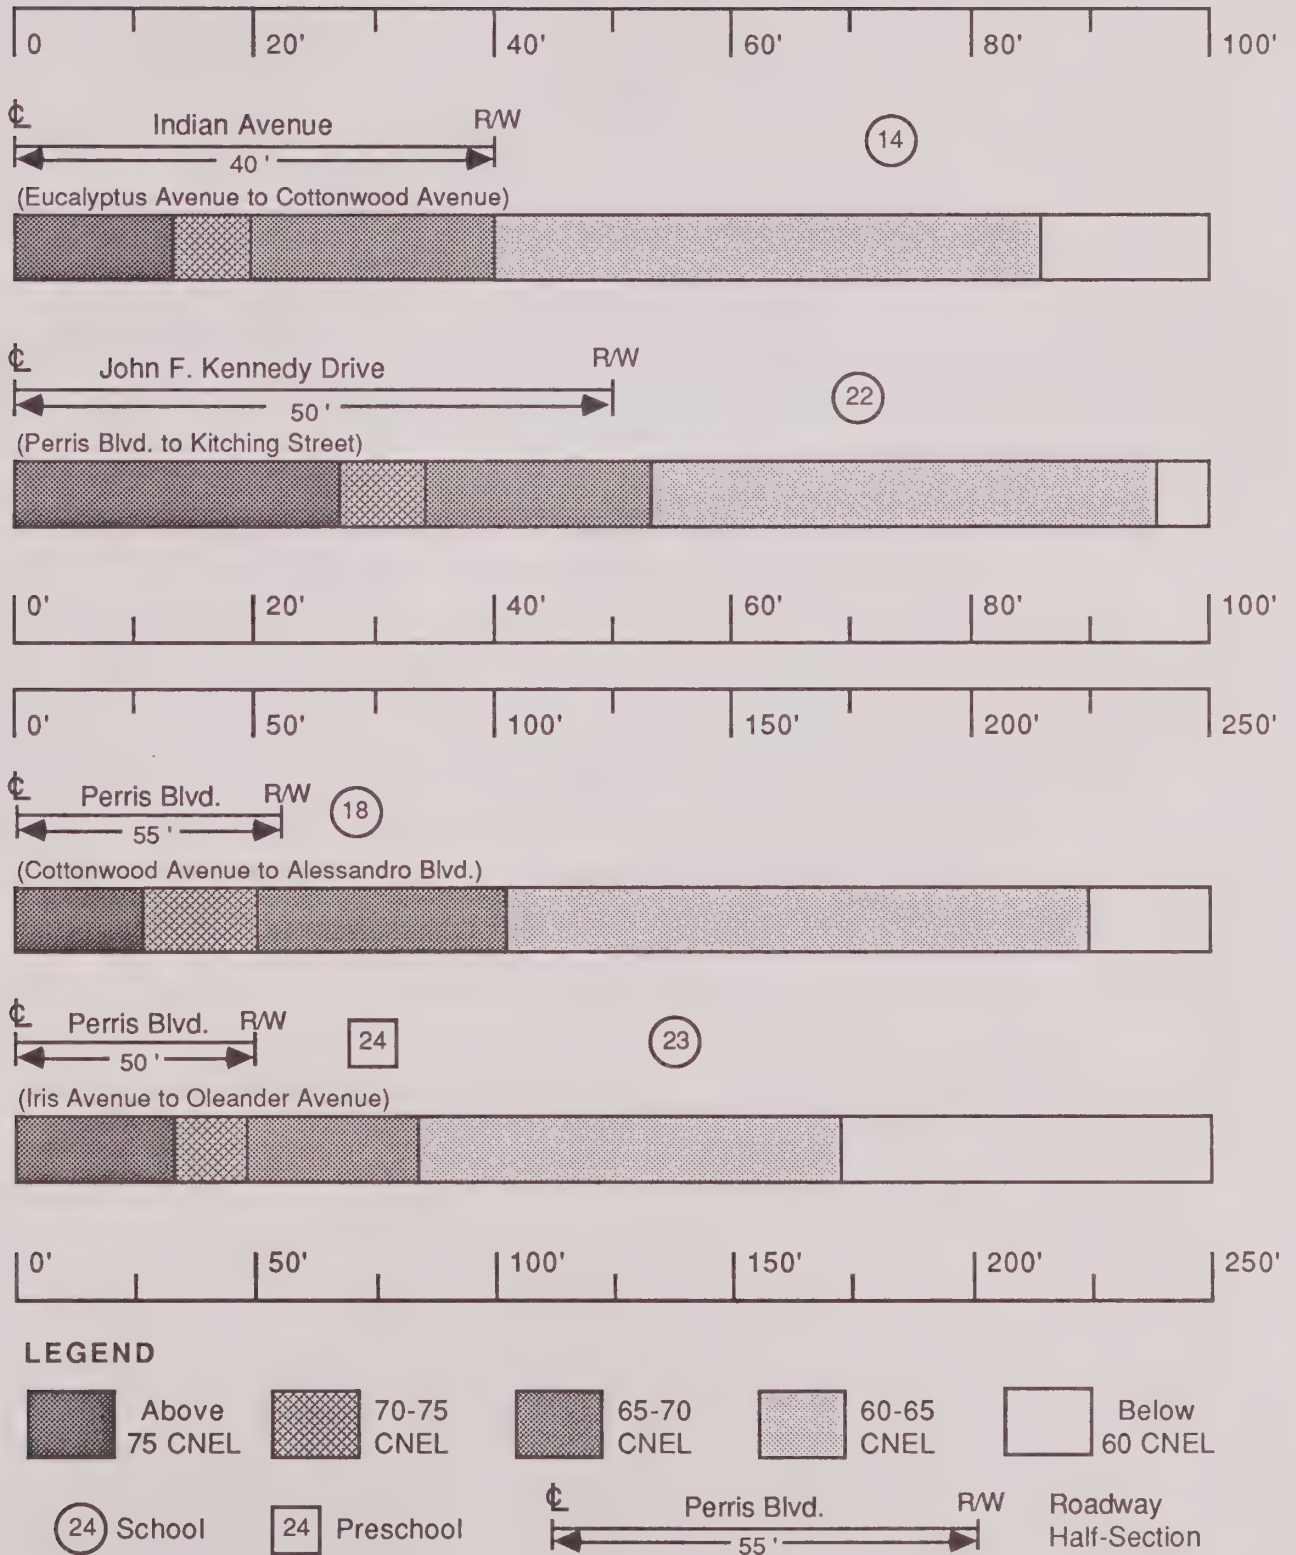 0 20' 40' 60' 80' 100'
℄ Indian Avenue R/W 14
40 '
(Eucalyptus Avenue to Cottonwood Avenue)
℄ John F. Kennedy Drive R/W 22
50 '
(Perris Blvd. to Kitching Street)
0' 20' 40' 60' 80' 100'
0' 50' 100' 150' 200' 250'
℄ Perris Blvd. R/W 18
55 '
(Cottonwood Avenue to Alessandro Blvd.)
℄ Perris Blvd. R/W 24 23
50 '
(Iris Avenue to Oleander Avenue)
0' 50' 100' 150' 200' 250'
LEGEND
Above 70-75 65-70 60-65 Below
75 CNEL CNEL CNEL CNEL 60 CNEL
℄ Perris Blvd. R/W Roadway
24 School 24 Preschool 55 ' Half-Section